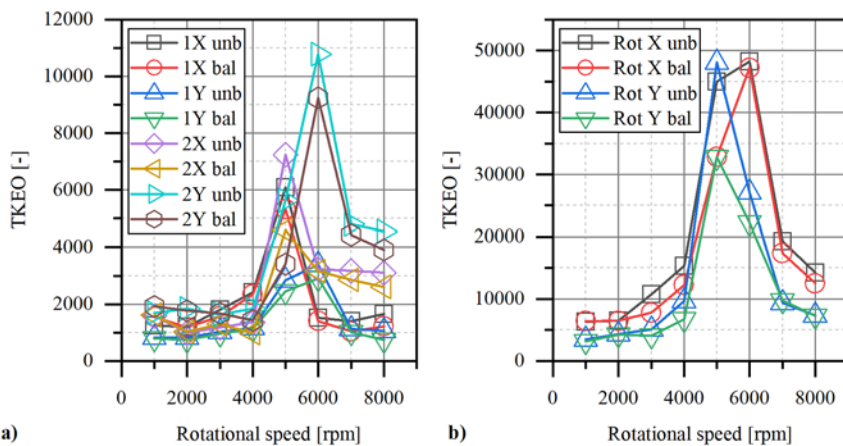 12000
10000
8000
6000
4000
2000
0
TKEO [-]
1X unb
1X bal
1Y unb
1Y bal
2X unb
2X bal
2Y unb
2Y bal
0 2000 4000 6000 8000
Rotational speed [rpm]
a)
50000
40000
30000
20000
10000
0
TKEO [-]
Rot X unb
Rot X bal
Rot Y unb
Rot Y bal
0 2000 4000 6000 8000
Rotational speed [rpm]
b)